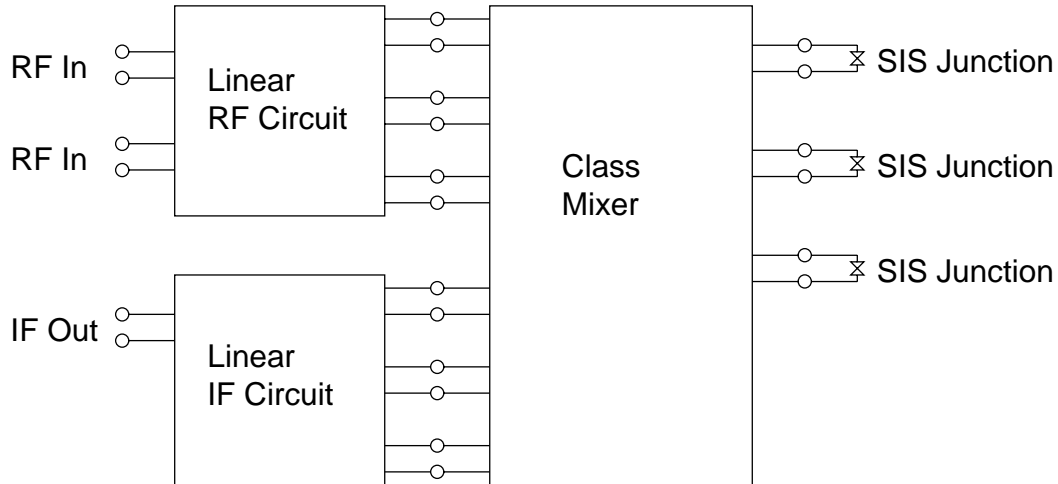 RF In
RF In
Linear
RF Circuit
IF Out
Linear
IF Circuit
Class
Mixer
SIS Junction
SIS Junction
SIS Junction